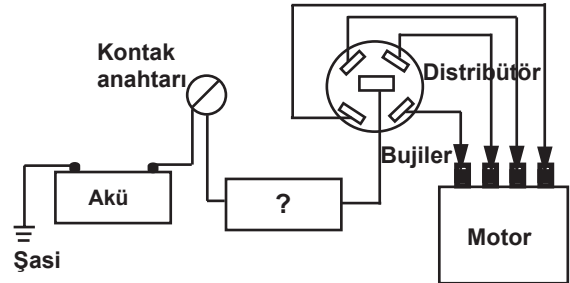 Kontak
anahtarı
Distribütör
Bujiler
Akü
?
Motor
Şasi